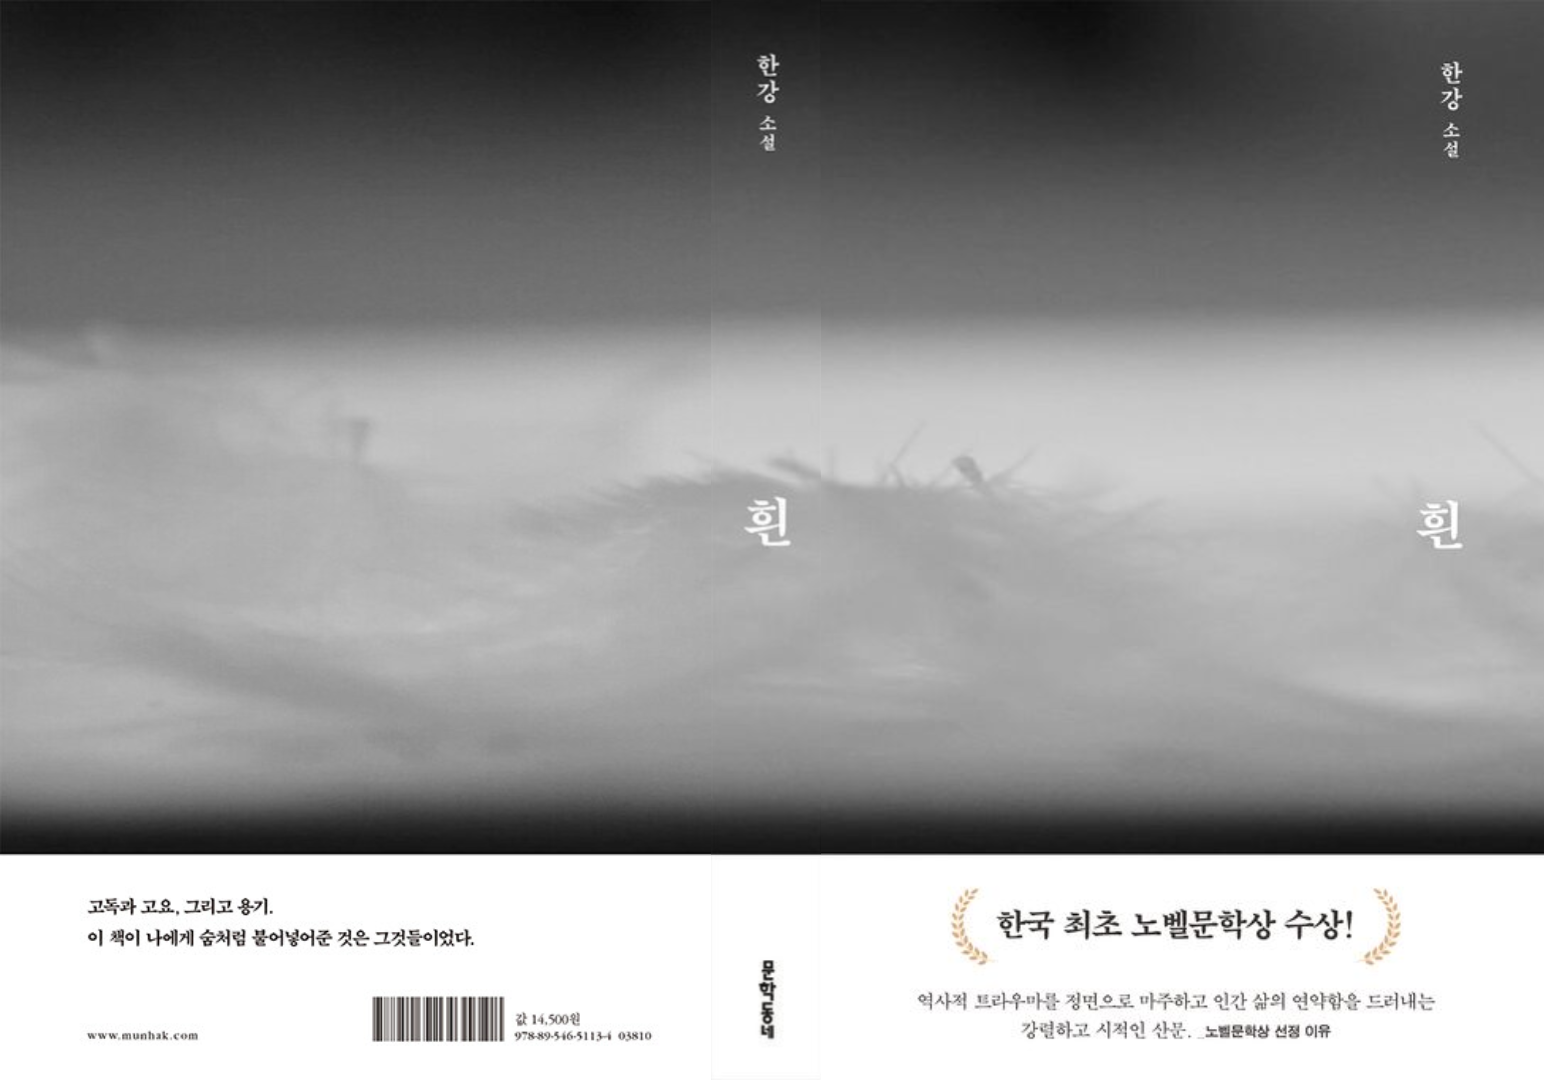 한강 소설
흰
고독과 고요, 그리고 용기.
이 책이 나에게 숨처럼 불어넣어준 것은 그것들이었다.
www.munhak.com
값 14,500원
978-89-546-5113-4 03810
한강 소설
흰
문학동네
한국 최초 노벨문학상 수상!
역사적 트라우마를 정면으로 마주하고 인간 삶의 연약함을 드러내는
강렬하고 시적인 산문. _노벨문학상 선정 이유